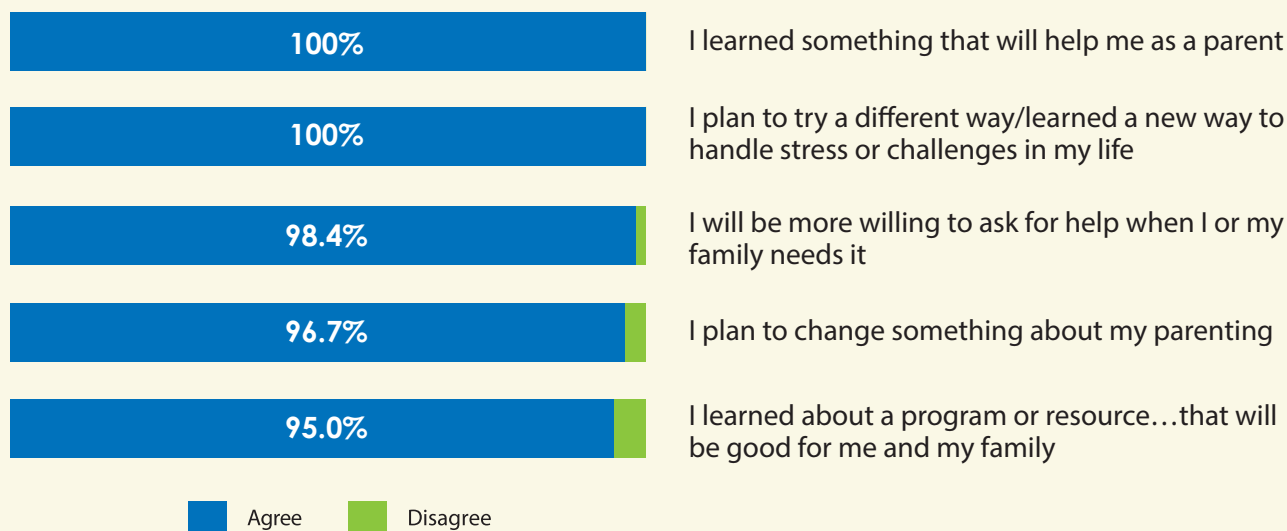 100%
I learned something that will help me as a parent
100%
I plan to try a different way/learned a new way to
handle stress or challenges in my life
98.4%
I will be more willing to ask for help when I or my
family needs it
96.7%
I plan to change something about my parenting
95.0%
I learned about a program or resource…that will
be good for me and my family
Agree
Disagree